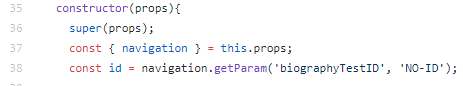 35 constructor(props){
36 super(props);
37 const { navigation } = this.props;
38 const id = navigation.getParam('biographyTestID', 'NO-ID');